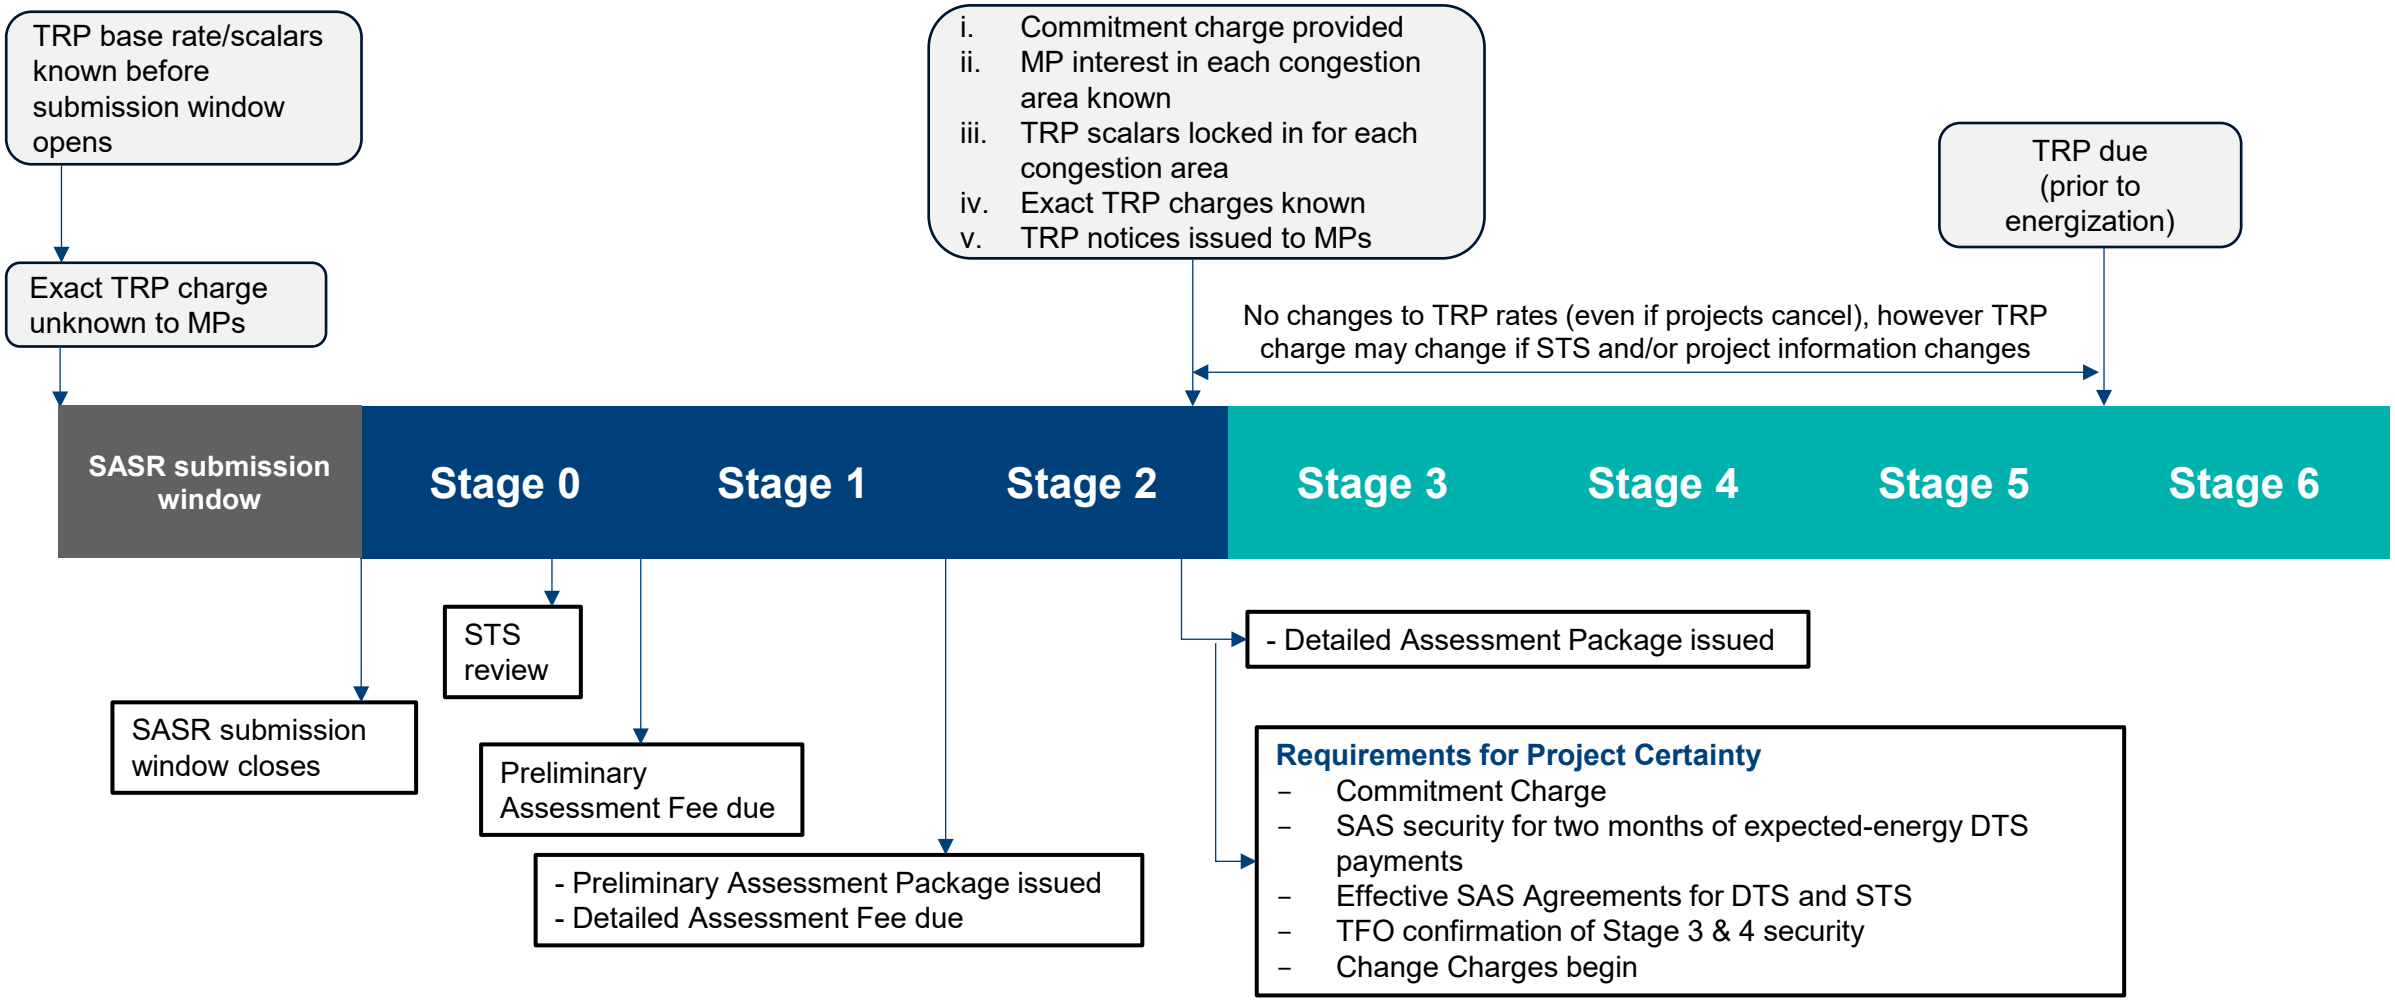 TRP base rate/scalars
known before
submission window
opens
Exact TRP charge
unknown to MPs
i. Commitment charge provided
ii. MP interest in each congestion
area known
iii. TRP scalars locked in for each
congestion area
iv. Exact TRP charges known
v. TRP notices issued to MPs
TRP due
(prior to
energization)
No changes to TRP rates (even if projects cancel), however TRP
charge may change if STS and/or project information changes
SASR submission
window
Stage 0
Stage 1
Stage 2
Stage 3
Stage 4
Stage 5
Stage 6
SASR submission
window closes
STS
review
Preliminary
Assessment Fee due
- Preliminary Assessment Package issued
- Detailed Assessment Fee due
- Detailed Assessment Package issued
Requirements for Project Certainty
– Commitment Charge
– SAS security for two months of expected-energy DTS
payments
– Effective SAS Agreements for DTS and STS
– TFO confirmation of Stage 3 & 4 security
– Change Charges begin